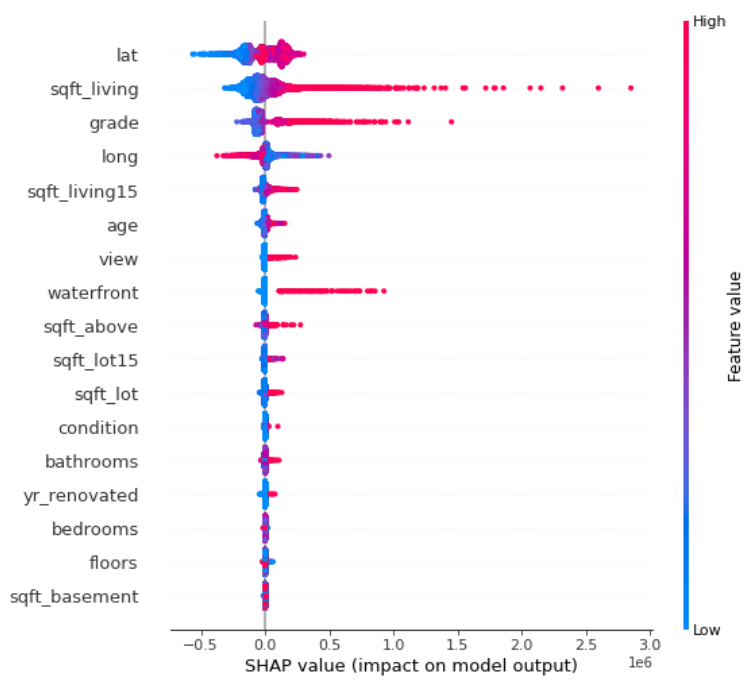 High
lat
sqft_living
grade
long
sqft_living15
age
view
waterfront
sqft_above
sqft_lot15
sqft_lot
condition
bathrooms
yr_renovated
bedrooms
floors
sqft_basement
Feature value
Low
−0.5 0.0 0.5 1.0 1.5 2.0 2.5 3.0
1e6
SHAP value (impact on model output)